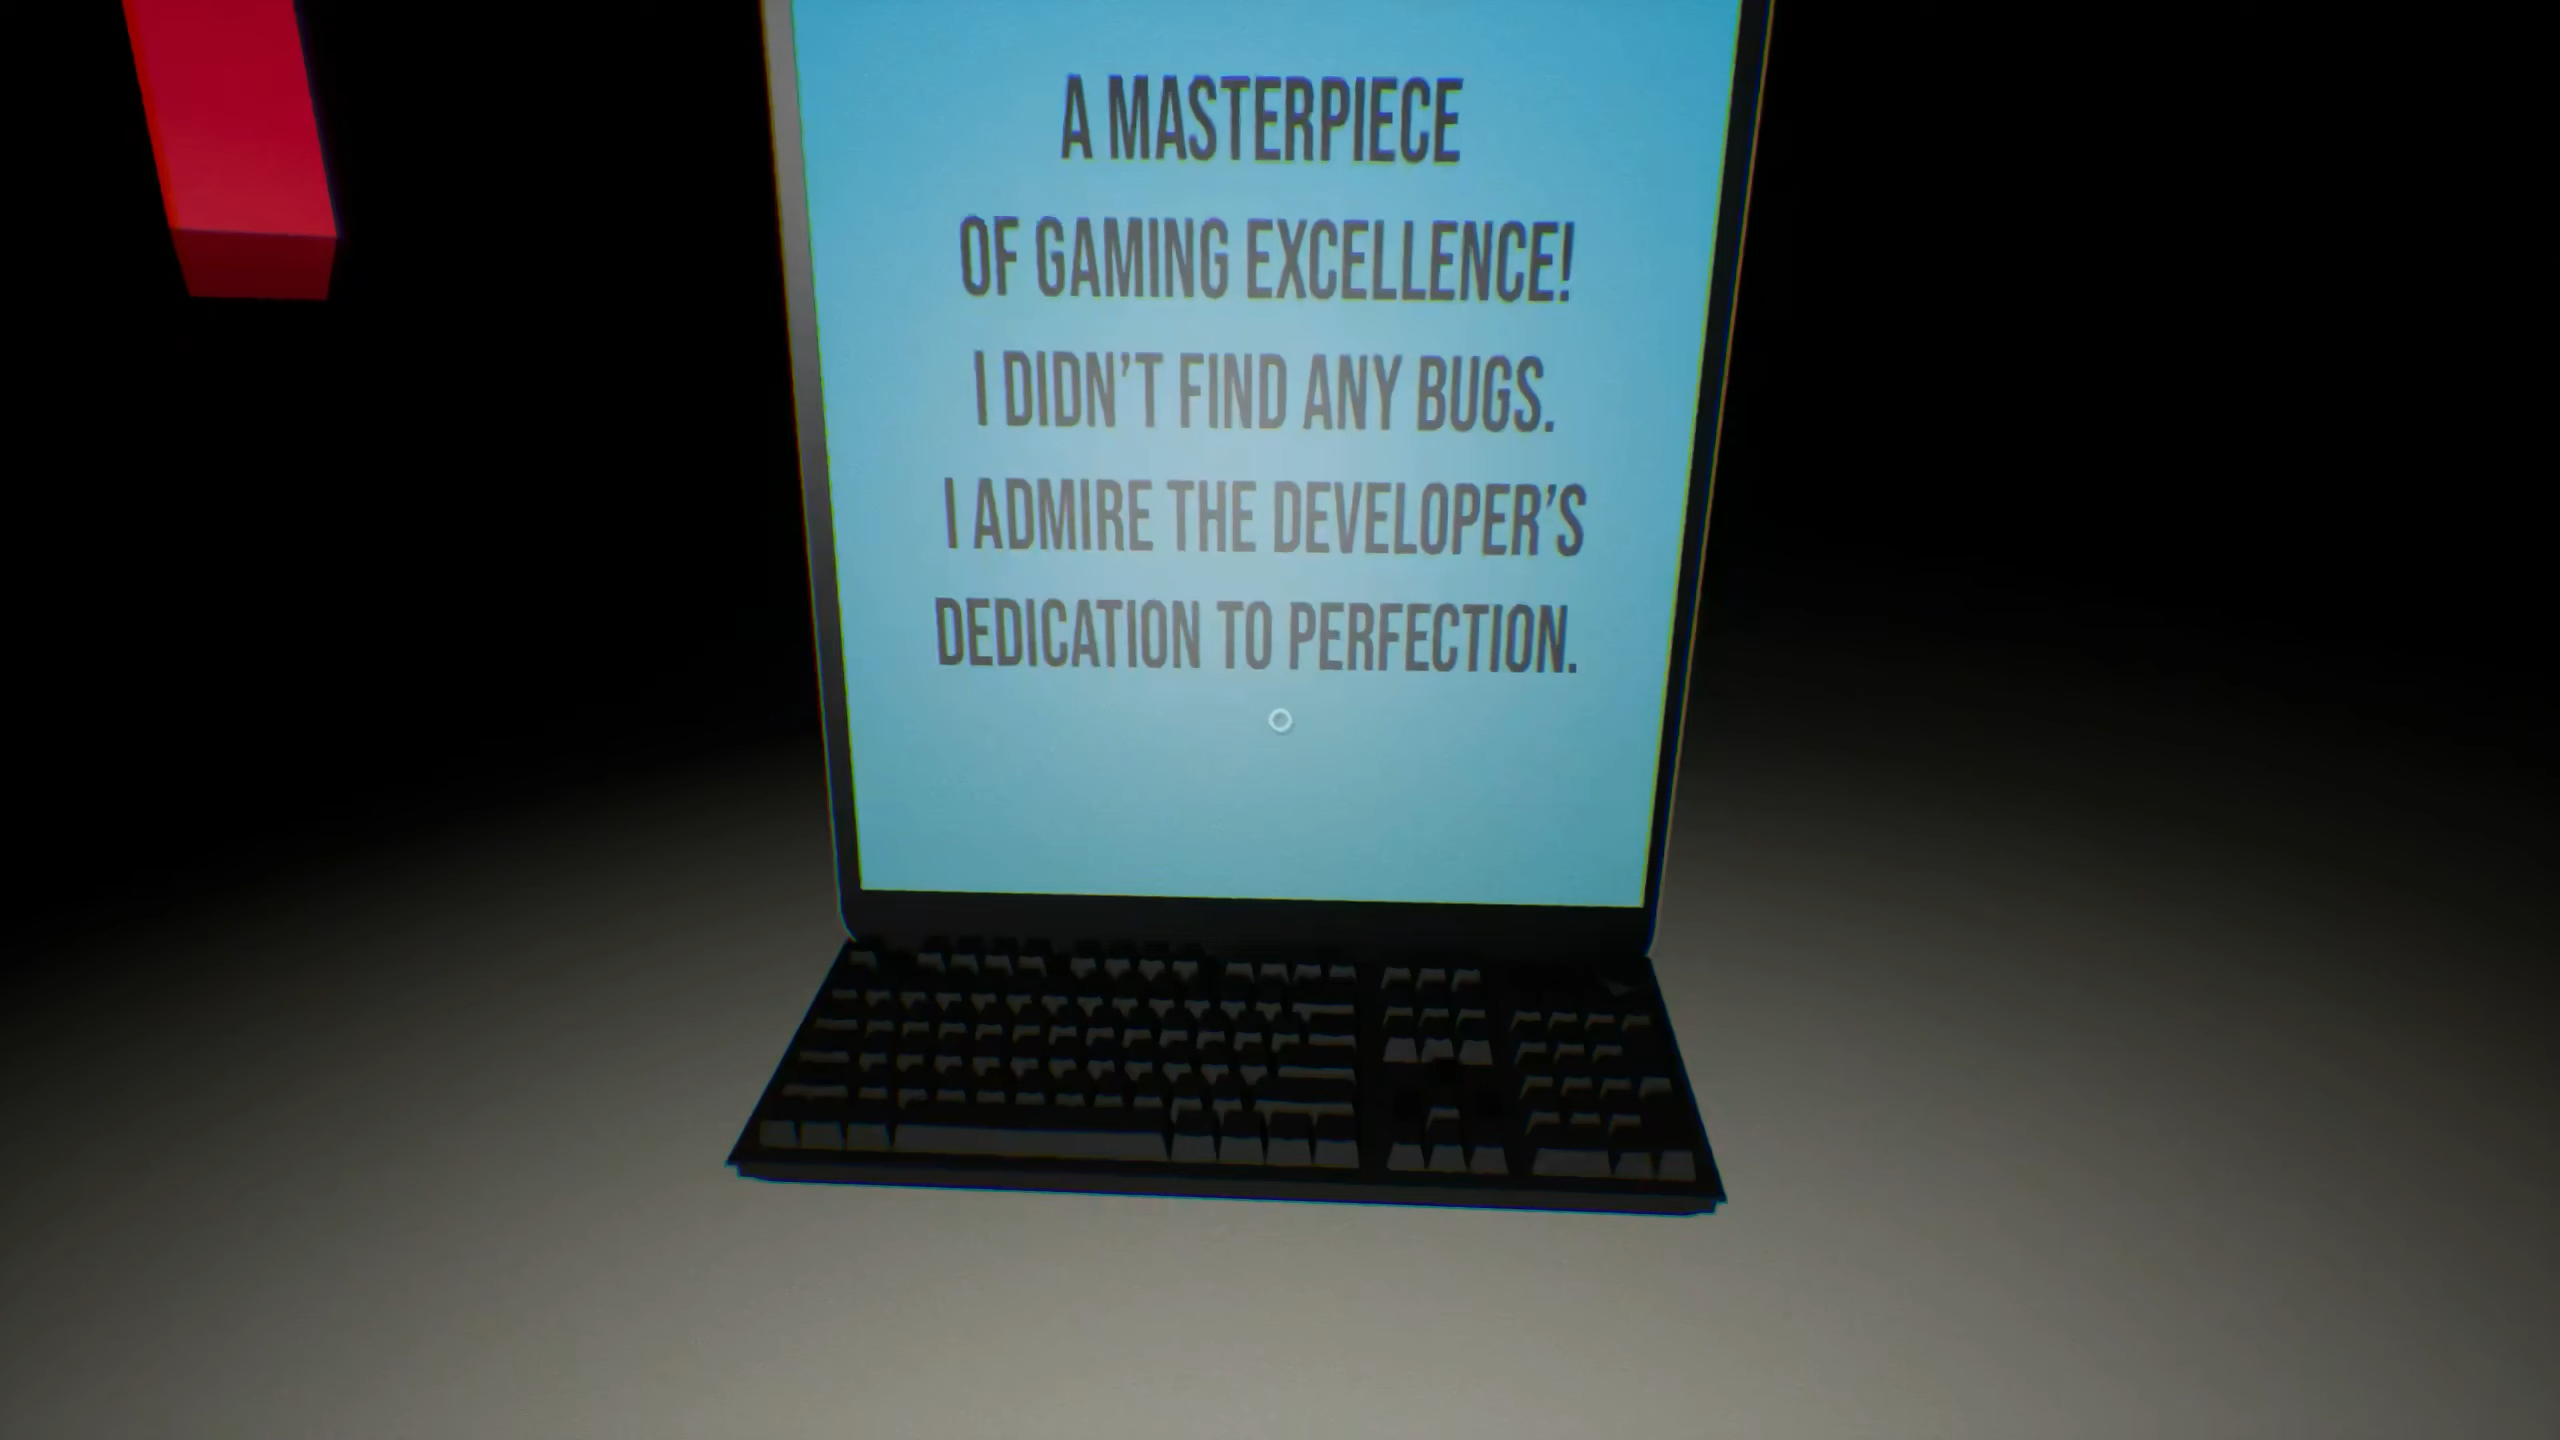 A MASTERPIECE
OF GAMING EXCELLENCE!
I DIDN'T FIND ANY BUGS.
I ADMIRE THE DEVELOPER'S
DEDICATION TO PERFECTION.